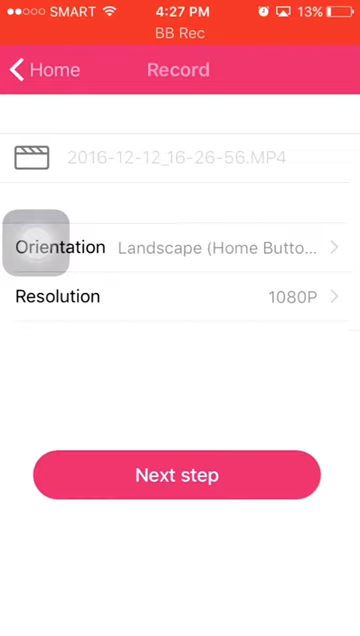 SMART 4:27 PM 13%
BB Rec
Home Record
2016-12-12_16-26-56.MP4
Orientation Landscape (Home Butto...
Resolution 1080P
Next step